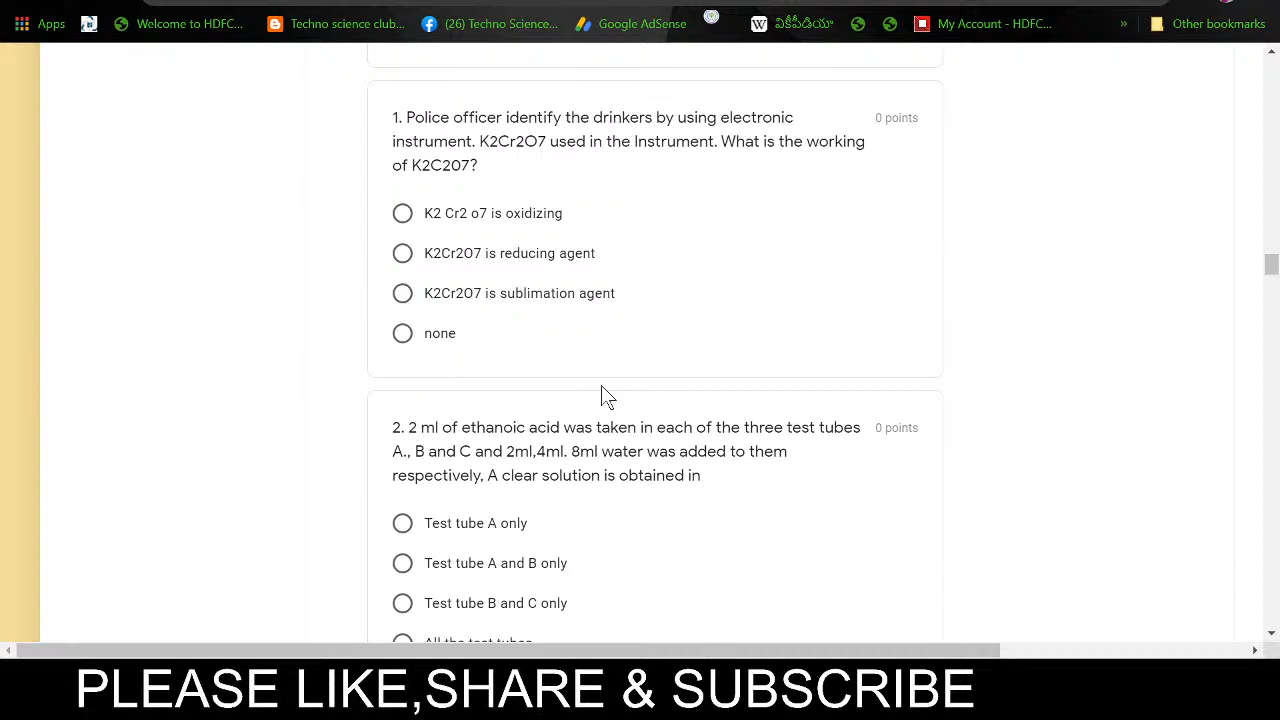 Apps Welcome to HDFC... Techno science club... (26) Techno Science... Google AdSense వికీపీడియా My Account - HDFC... » Other bookmarks
1. Police officer identify the drinkers by using electronic 0 points
instrument. K2Cr2O7 used in the Instrument. What is the working
of K2C207?
K2 Cr2 o7 is oxidizing
K2Cr2O7 is reducing agent
K2Cr2O7 is sublimation agent
none
2. 2 ml of ethanoic acid was taken in each of the three test tubes 0 points
A., B and C and 2ml,4ml. 8ml water was added to them
respectively, A clear solution is obtained in
Test tube A only
Test tube A and B only
Test tube B and C only
All the test tubes
PLEASE LIKE,SHARE & SUBSCRIBE